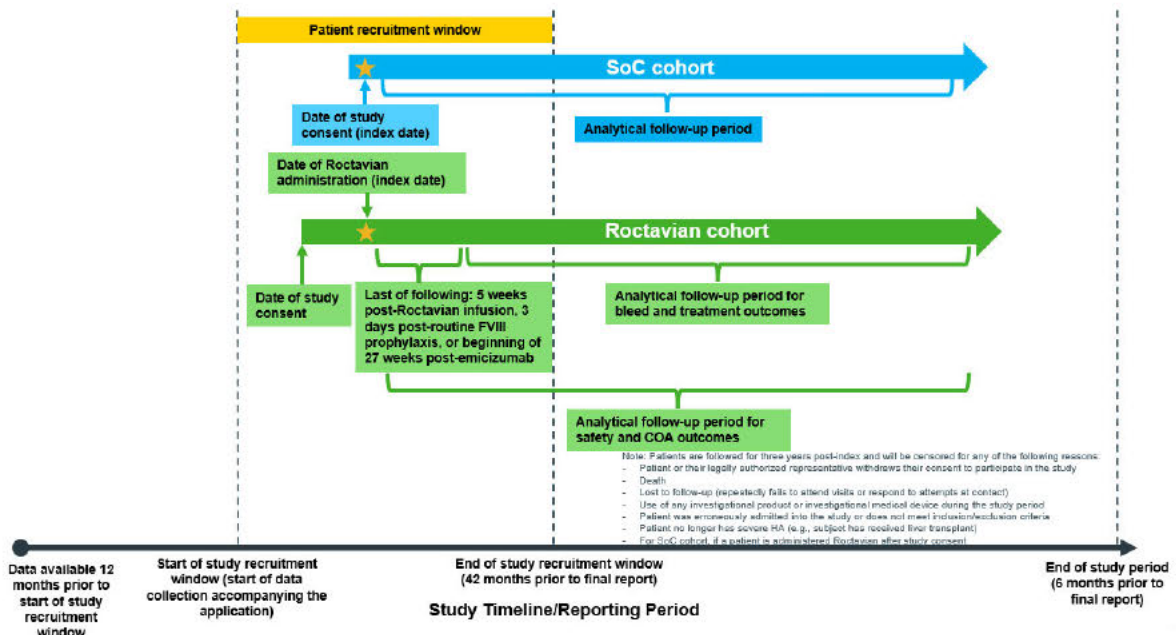 Patient recruitment window
SoC cohort
Date of study
consent (index date)
Analytical follow-up period
Date of Roctavian
administration (index date)
Roctavian cohort
Date of study
consent
Last of following: 5 weeks
post-Roctavian infusion, 3
days post-routine FVIII
prophylaxis, or beginning of
27 weeks post-emicizumab
Analytical follow-up period for
bleed and treatment outcomes
Analytical follow-up period for
safety and COA outcomes
Note: Patients are followed for three years post-index and will be censored for any of the following reasons:
- Patient or their legally authorized representative withdraws their consent to participate in the study
- Death
- Lost to follow-up (repeatedly fails to attend visits or respond to attempts at contact)
- Use of any investigational product or investigational medical device during the study period
- Patient was erroneously admitted into the study or does not meet inclusion/exclusion criteria
- Patient no longer has severe HA (e.g., subject has received liver transplant)
- For SoC cohort, if a patient is administered Roctavian after study consent
Data available 12
months prior to
start of study
recruitment
window
Start of study recruitment
window (start of data
collection accompanying the
application)
End of study recruitment window
(42 months prior to final report)
End of study period
(6 months prior to
final report)
Study Timeline/Reporting Period